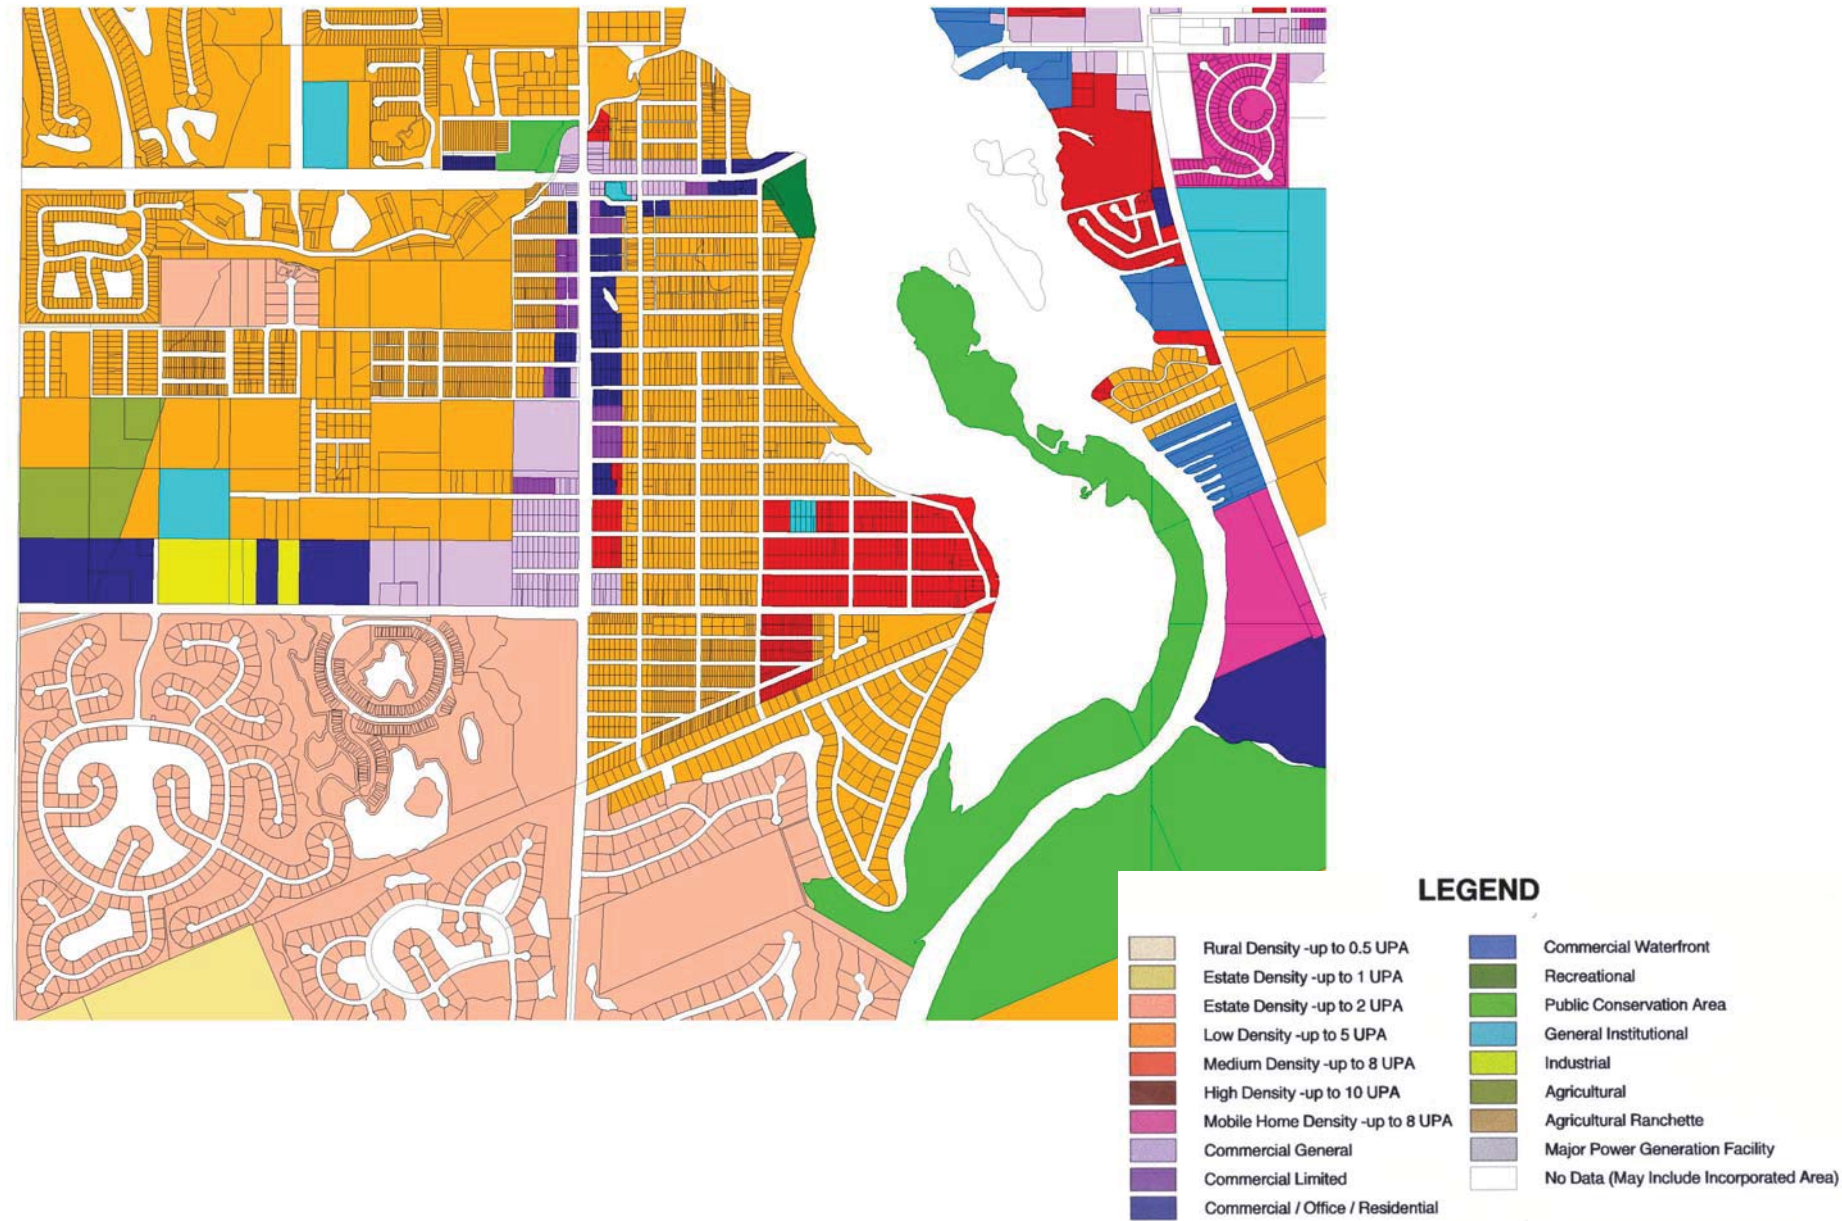 LEGEND
Rural Density -up to 0.5 UPA
Estate Density -up to 1 UPA
Estate Density -up to 2 UPA
Low Density -up to 5 UPA
Medium Density -up to 8 UPA
High Density -up to 10 UPA
Mobile Home Density -up to 8 UPA
Commercial General
Commercial Limited
Commercial / Office / Residential
Commercial Waterfront
Recreational
Public Conservation Area
General Institutional
Industrial
Agricultural
Agricultural Ranchette
Major Power Generation Facility
No Data (May Include Incorporated Area)